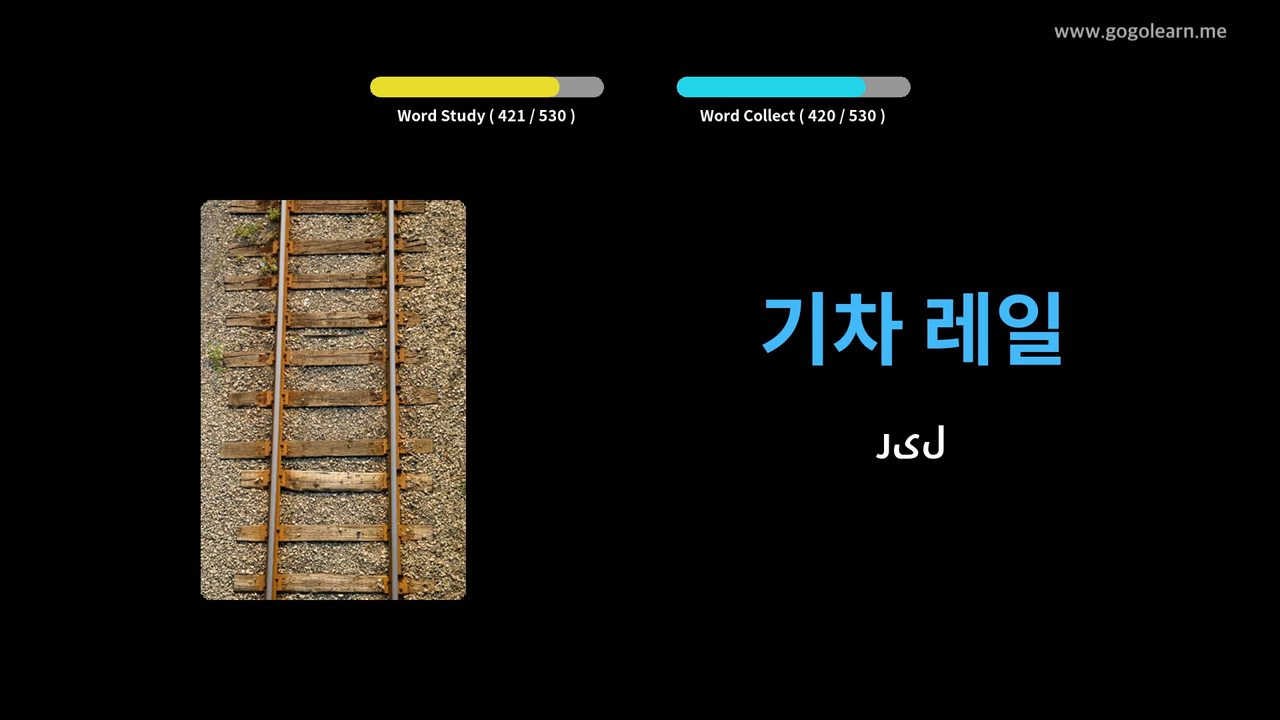 www.gogolearn.me
Word Study ( 421 / 530 )
Word Collect ( 420 / 530 )
기차 레일
ریل